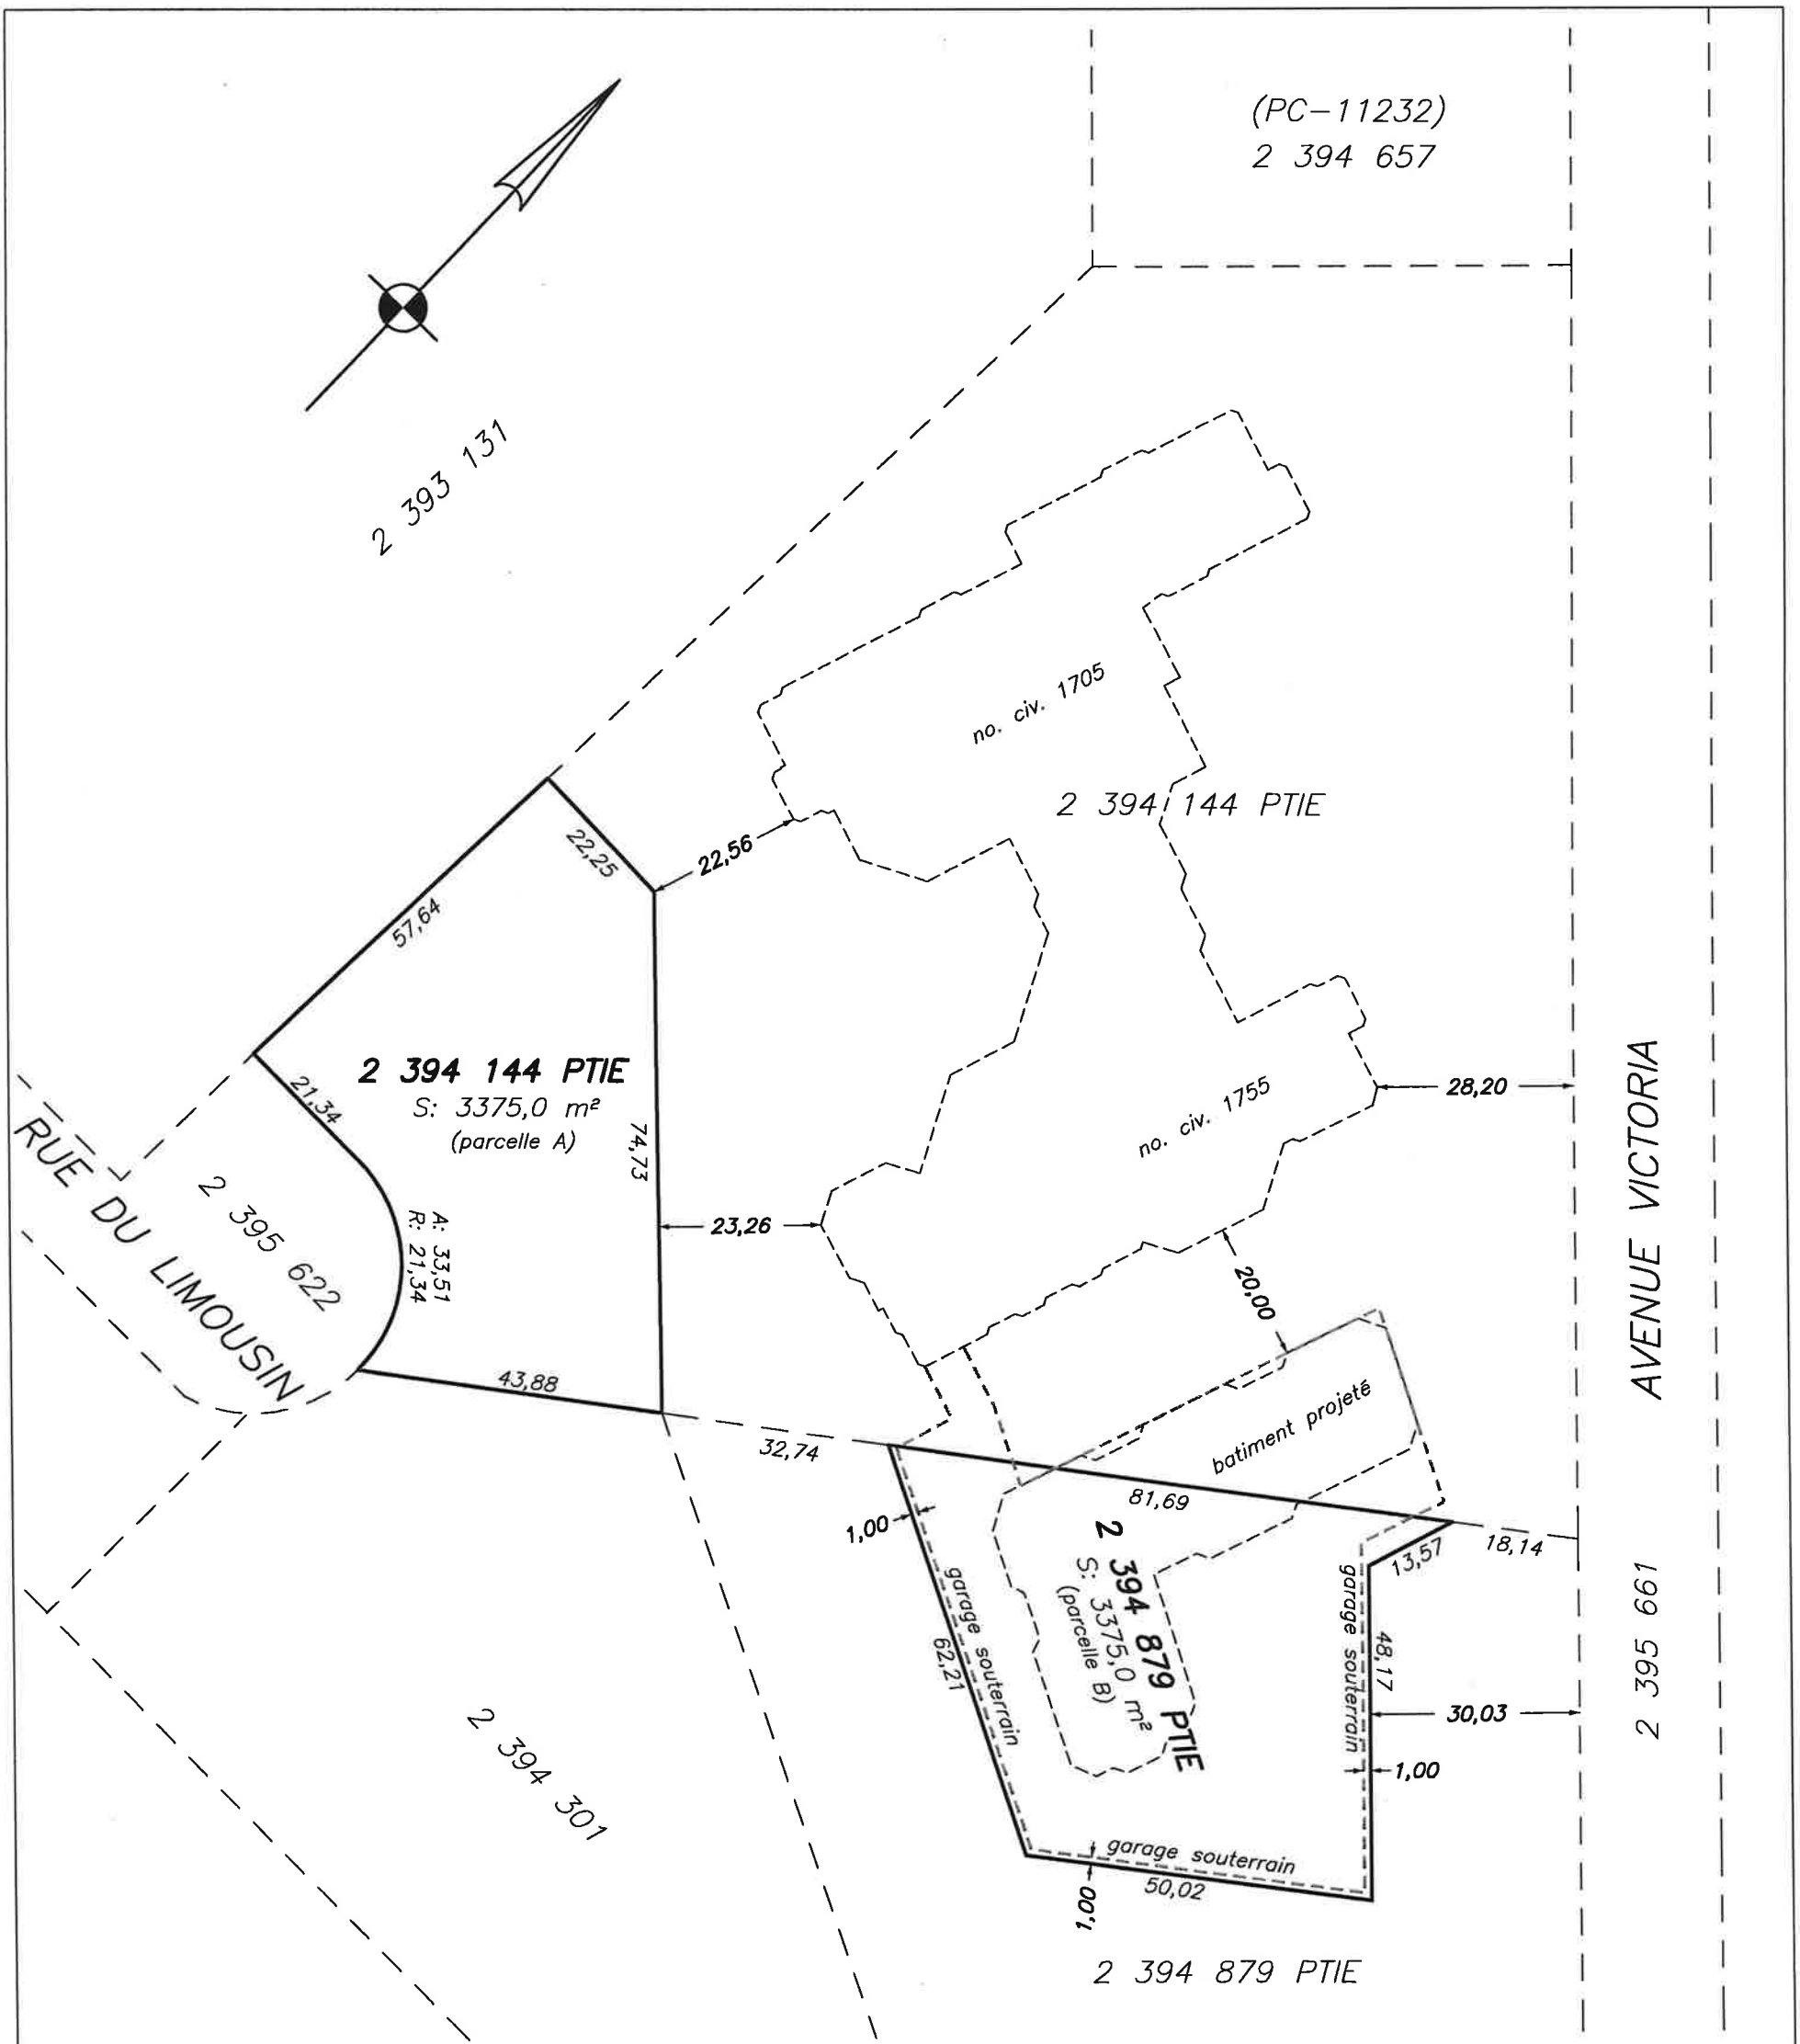 (PC-11232)
2 394 657
2 393 131
no. civ. 1705
2 394 144 PTIE
22,56
22,25
57,64
2 394 144 PTIE
S: 3375,0 m²
(parcelle A)
21,34
74,73
A: 33,51
R: 21,34
RUE DU LIMOUSIN
2 395 622
43,88
23,26
no. civ. 1755
28,20
AVENUE VICTORIA
20,00
batiment projeté
32,74
81,69
18,14
13,57
1,00
garage souterrain
62,21
2 394 879 PTIE
S: 3375,0 m²
(parcelle B)
garage souterrain
48,17
30,03
1,00
2 395 661
2 394 301
garage souterrain
50,02
1,00
2 394 879 PTIE